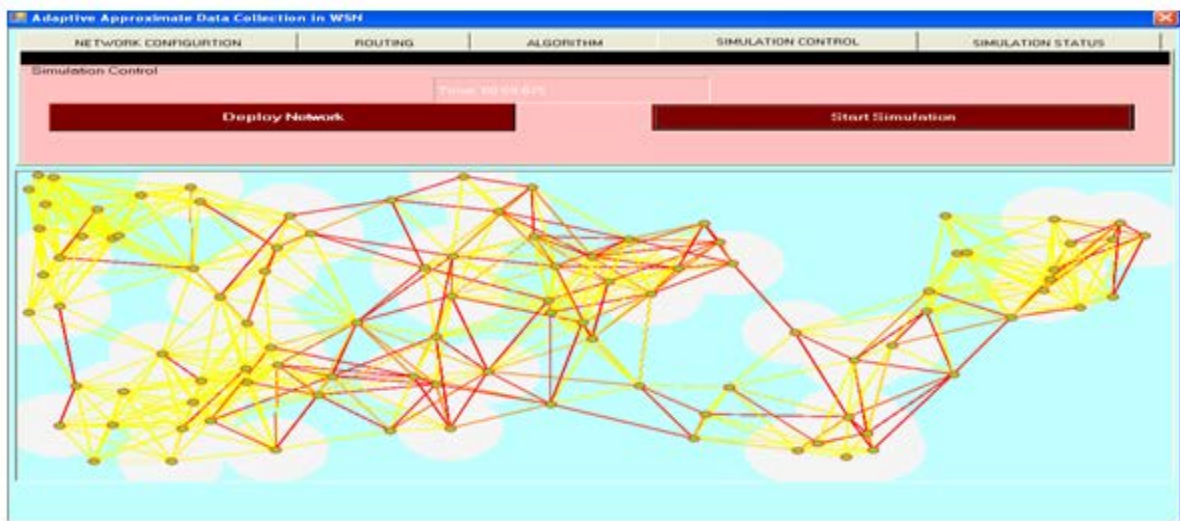 Adaptive Approximate Data Collection in WSN
NETWORK CONFIGURTION ROUTING ALGORITHM SIMULATION CONTROL SIMULATION STATUS
Simulation Control
Deploy Network Start Simulation